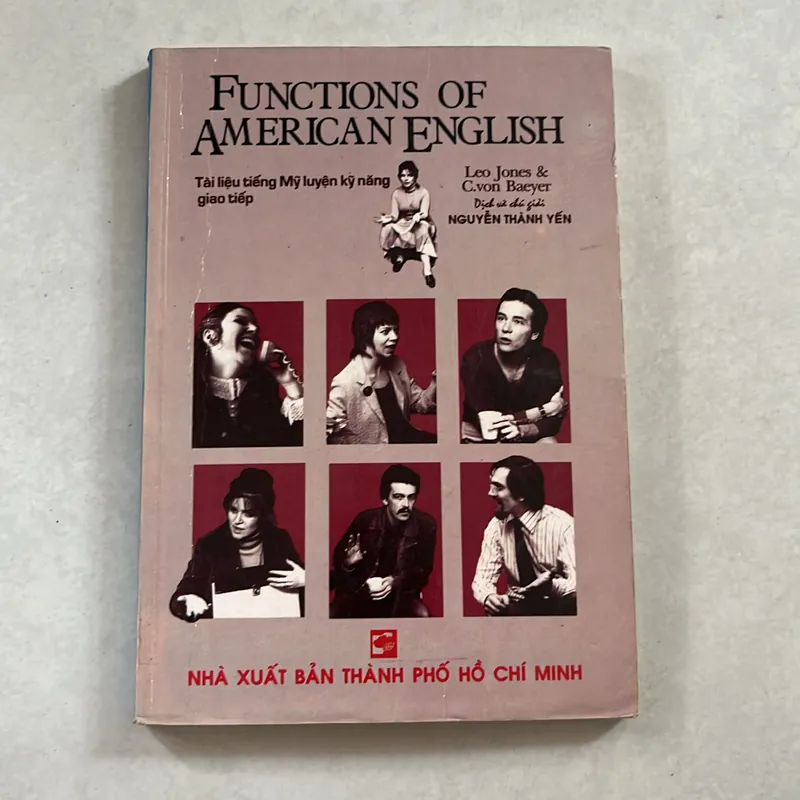 FUNCTIONS OF
AMERICAN ENGLISH
Tài liệu tiếng Mỹ luyện kỹ năng
giao tiếp
Leo Jones &
C.von Baeyer
Dịch và chú giải
NGUYỄN THÀNH YẾN
NHÀ XUẤT BẢN THÀNH PHỐ HỒ CHÍ MINH